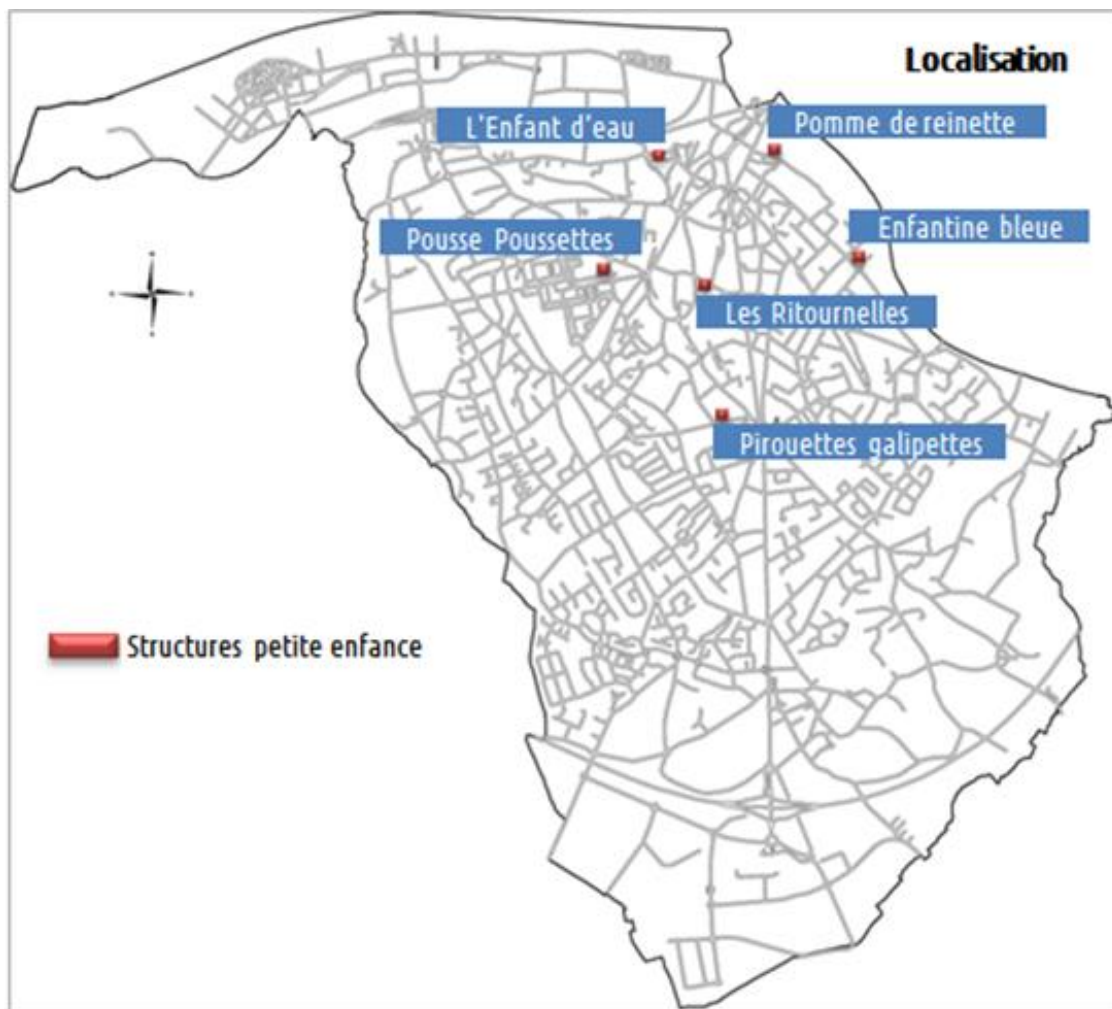 Localisation
L'Enfant d'eau
Pomme de reinette
Pousse Poussettes
Enfantine bleue
Les Ritournelles
Pirouettes galipettes
Structures petite enfance